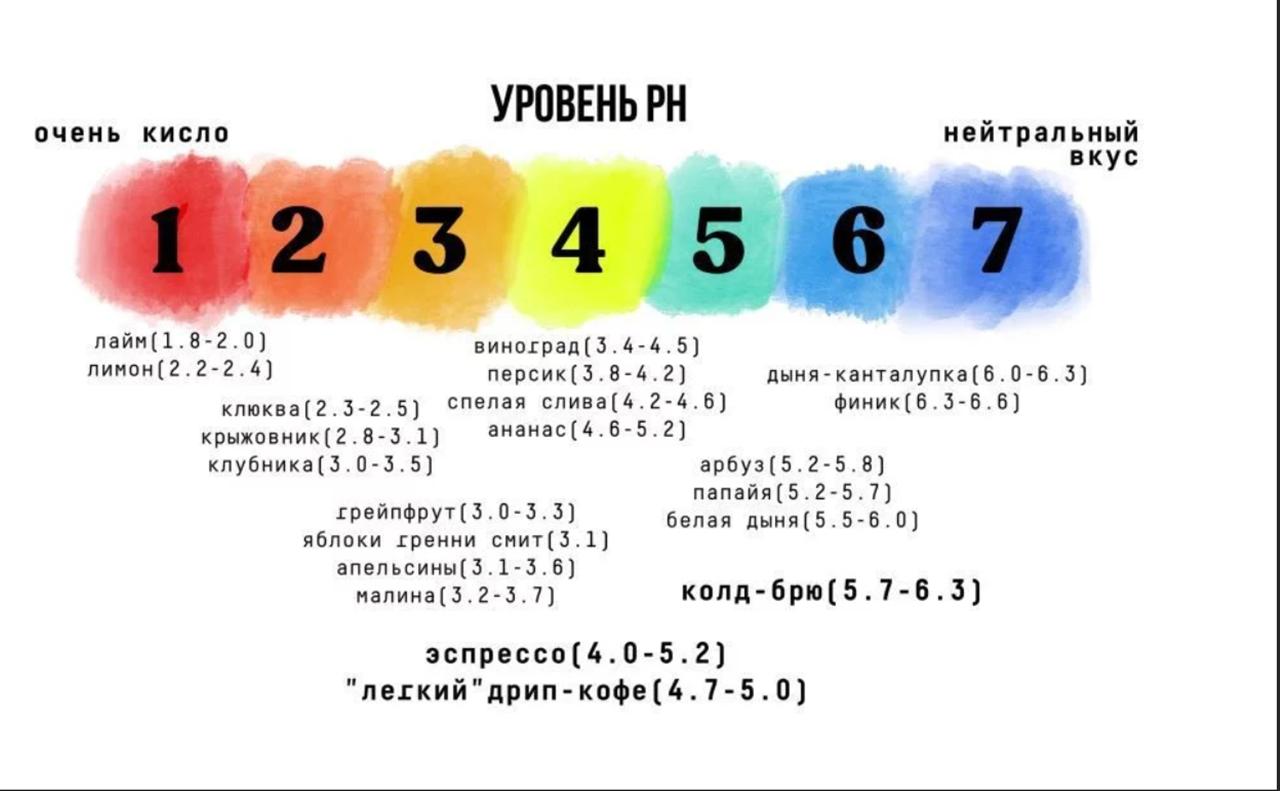 УРОВЕНЬ PH
очень кисло
нейтральный
вкус
1 2 3 4 5 6 7
лайм(1.8-2.0)
лимон(2.2-2.4)
клюква(2.3-2.5)
крыжовник(2.8-3.1)
клубника(3.0-3.5)
виноград(3.4-4.5)
персик(3.8-4.2)
спелая слива(4.2-4.6)
ананас(4.6-5.2)
дыня-канталупка(6.0-6.3)
финик(6.3-6.6)
арбуз(5.2-5.8)
папайя(5.2-5.7)
белая дыня(5.5-6.0)
грейпфрут(3.0-3.3)
яблоки гренни смит(3.1)
апельсины(3.1-3.6)
малина(3.2-3.7)
колд-брю(5.7-6.3)
эспрессо(4.0-5.2)
"легкий"дрип-кофе(4.7-5.0)